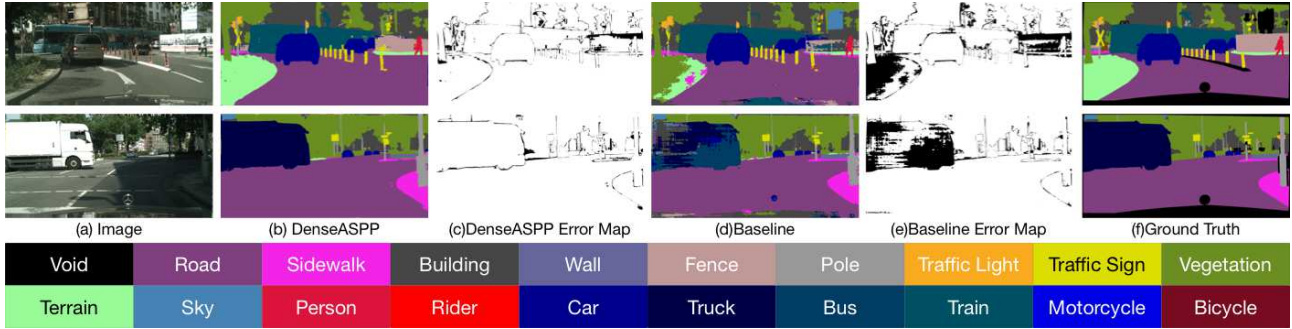 (a) Image (b) DenseASPP (c)DenseASPP Error Map (d)Baseline (e)Baseline Error Map (f)Ground Truth
Void Road Sidewalk Building Wall Fence Pole Traffic Light Traffic Sign Vegetation
Terrain Sky Person Rider Car Truck Bus Train Motorcycle Bicycle